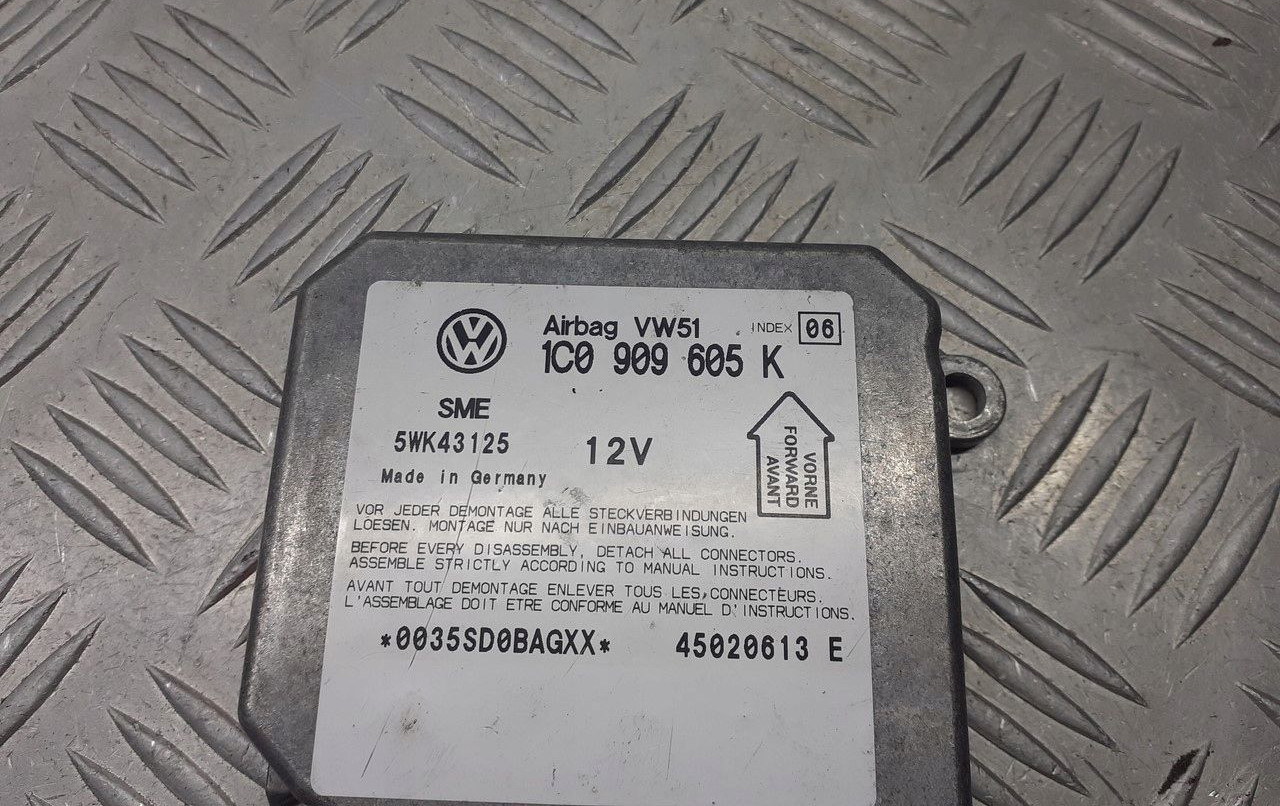 Airbag VW51 INDEX 06
1C0 909 605 K
SME
5WK43125 12V
Made in Germany
VORNE
FORWARD
AVANT
VOR JEDER DEMONTAGE ALLE STECKVERBINDUNGEN
LOESEN. MONTAGE NUR NACH EINBAUANWEISUNG.
BEFORE EVERY DISASSEMBLY, DETACH ALL CONNECTORS.
ASSEMBLE STRICTLY ACCORDING TO MANUAL INSTRUCTIONS.
AVANT TOUT DEMONTAGE ENLEVER TOUS LES CONNECTEURS.
L'ASSEMBLAGE DOIT ETRE CONFORME AU MANUEL D'INSTRUCTIONS.
*0035SD0BAGXX* 45020613 E